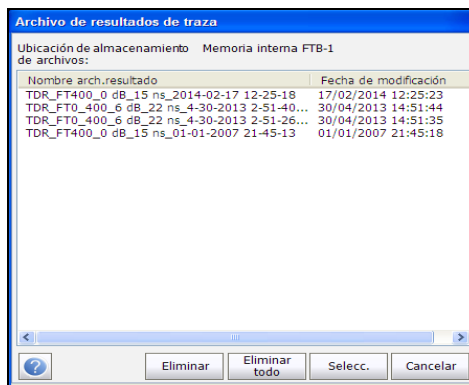 Archivo de resultados de traza
Ubicación de almacenamiento Memoria interna FTB-1
de archivos:
Nombre arch.resultado Fecha de modificación
TDR_FT400_0 dB_15 ns_2014-02-17 12-25-18 17/02/2014 12:25:23
TDR_FT0_400_6 dB_22 ns_4-30-2013 2-51-40... 30/04/2013 14:51:44
TDR_FT0_400_6 dB_22 ns_4-30-2013 2-51-26... 30/04/2013 14:51:35
TDR_FT400_0 dB_15 ns_01-01-2007 21-45-13 01/01/2007 21:45:18
? Eliminar Eliminar todo Selecc. Cancelar